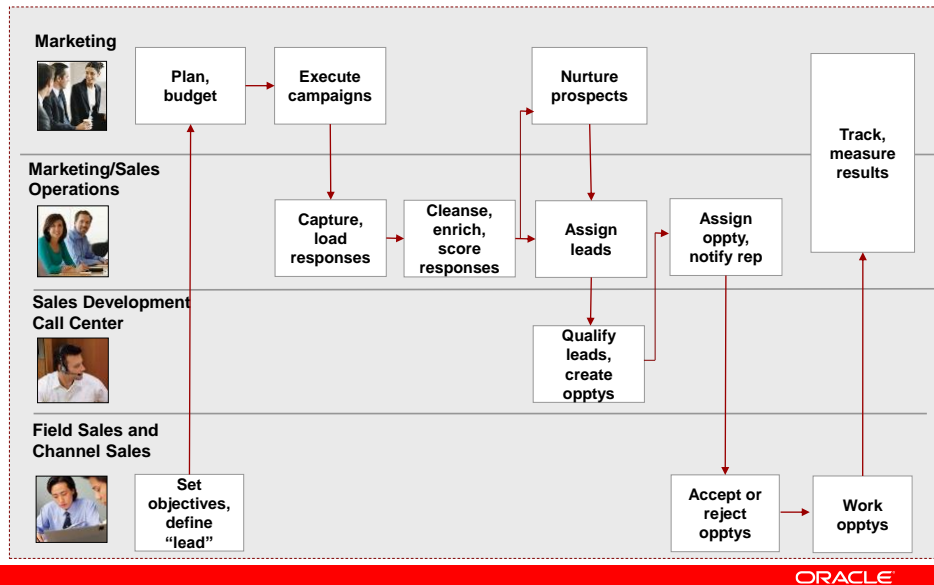 Marketing
Plan,
budget
Execute
campaigns
Nurture
prospects
Track,
measure
results
Marketing/Sales
Operations
Capture,
load
responses
Cleanse,
enrich,
score
responses
Assign
leads
Assign
oppty,
notify rep
Sales Development
Call Center
Qualify
leads,
create
opptys
Field Sales and
Channel Sales
Set
objectives,
define
“lead”
Accept or
reject
opptys
Work
opptys
ORACLE